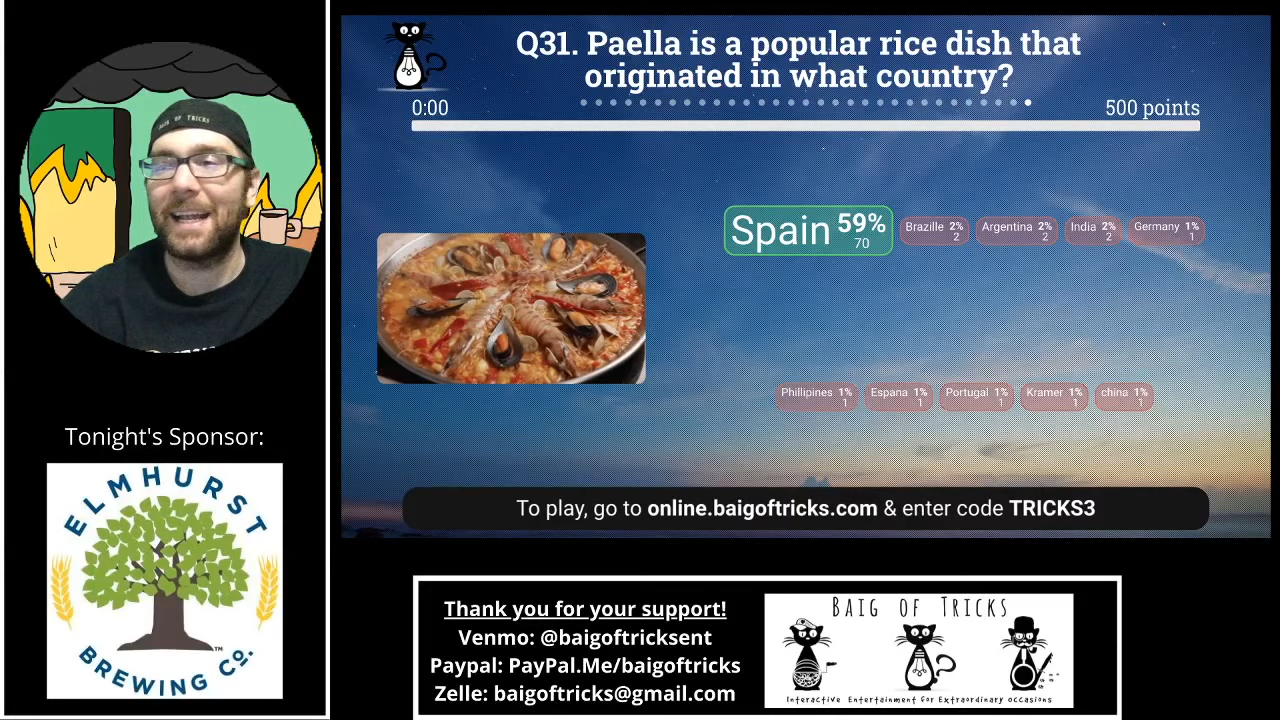 BAIG OF TRICKS
Tonight's Sponsor:
ELMHURST
BREWING CO.
TM
Q31. Paella is a popular rice dish that
originated in what country?
0:00
500 points
Spain 59%
70
Brazille 2%
2
Argentina 2%
2
India 2%
2
Germany 1%
1
Phillipines 1%
1
Espana 1%
1
Portugal 1%
1
Kramer 1%
1
china 1%
1
To play, go to online.baigoftricks.com & enter code TRICKS3
Thank you for your support!
Venmo: @baigoftricksent
Paypal: PayPal.Me/baigoftricks
Zelle: baigoftricks@gmail.com
BAIG OF TRICKS
Interactive Entertainment for Extraordinary occasions